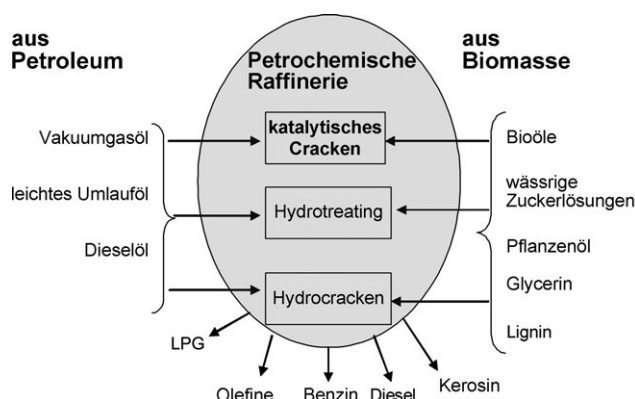 aus
Petroleum
Petrochemische
Raffinerie
aus
Biomasse
Vakuumgasöl
leichtes Umlauföl
Dieselöl
katalytisches
Cracken
Hydrotreating
Hydrocracken
Bioöle
wässrige
Zuckerlösungen
Pflanzenöl
Glycerin
Lignin
LPG
Olefine
Benzin
Diesel
Kerosin